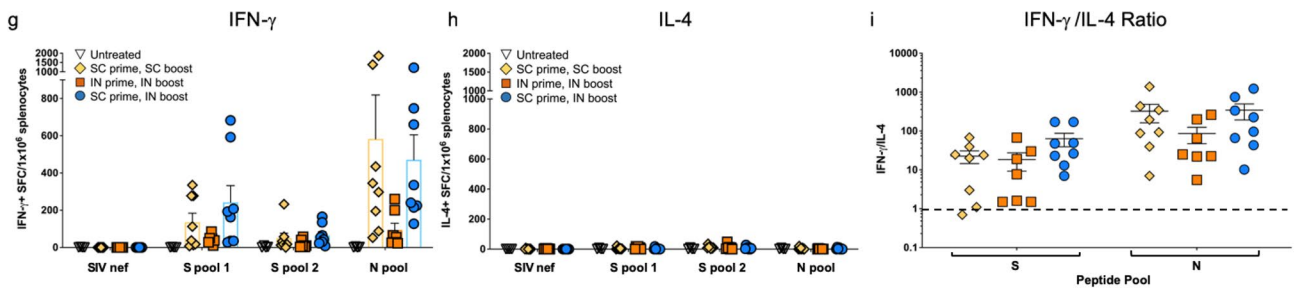 g
IFN-γ
IFN-γ+ SFC/1x10⁶ splenocytes
2000
1500
1000
800
600
400
200
0
Untreated
SC prime, SC boost
IN prime, IN boost
SC prime, IN boost
SIV nef
S pool 1
S pool 2
N pool
h
IL-4
IL-4+ SFC/1x10⁶ splenocytes
2000
1500
1000
800
600
400
200
0
Untreated
SC prime, SC boost
IN prime, IN boost
SC prime, IN boost
SIV nef
S pool 1
S pool 2
N pool
i
IFN-γ /IL-4 Ratio
IFN-γ/IL-4
10000
1000
100
10
1
0.1
S
N
Peptide Pool